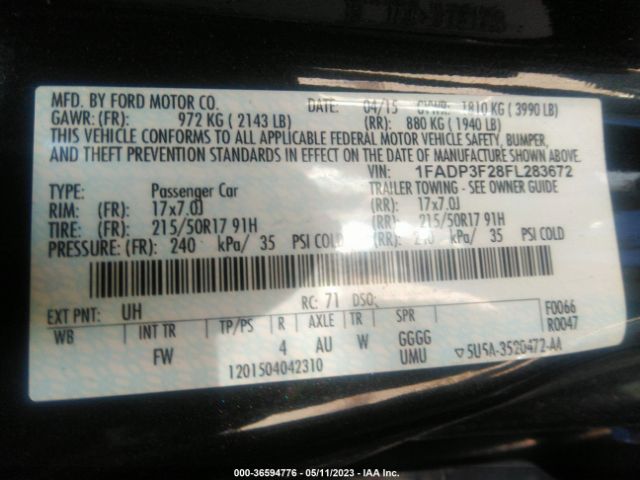 MFD. BY FORD MOTOR CO. DATE: 04/15 GVWR: 1810 KG ( 3990 LB)
GAWR: (FR): 972 KG ( 2143 LB) (RR): 880 KG ( 1940 LB)
THIS VEHICLE CONFORMS TO ALL APPLICABLE FEDERAL MOTOR VEHICLE SAFETY, BUMPER,
AND THEFT PREVENTION STANDARDS IN EFFECT ON THE DATE OF MANUFACTURE SHOWN ABOVE.
VIN: 1FADP3F28FL283672
TYPE: Passenger Car TRAILER TOWING - SEE OWNER GUIDE
RIM: (FR): 17x7.0J (RR): 17x7.0J
TIRE: (FR): 215/50R17 91H (RR): 215/50R17 91H
PRESSURE: (FR): 240 kPa/ 35 PSI COLD (RR): 240 kPa/ 35 PSI COLD
EXT PNT: UH RC: 71 DSO: F0066
WB INT TR TP/PS R AXLE TR SPR R0047
FW 4 AU W GGGG
UMU
1201504042310 ▽ 5U5A-3520472-AA
000-36594776 - 05/11/2023 - IAA Inc.